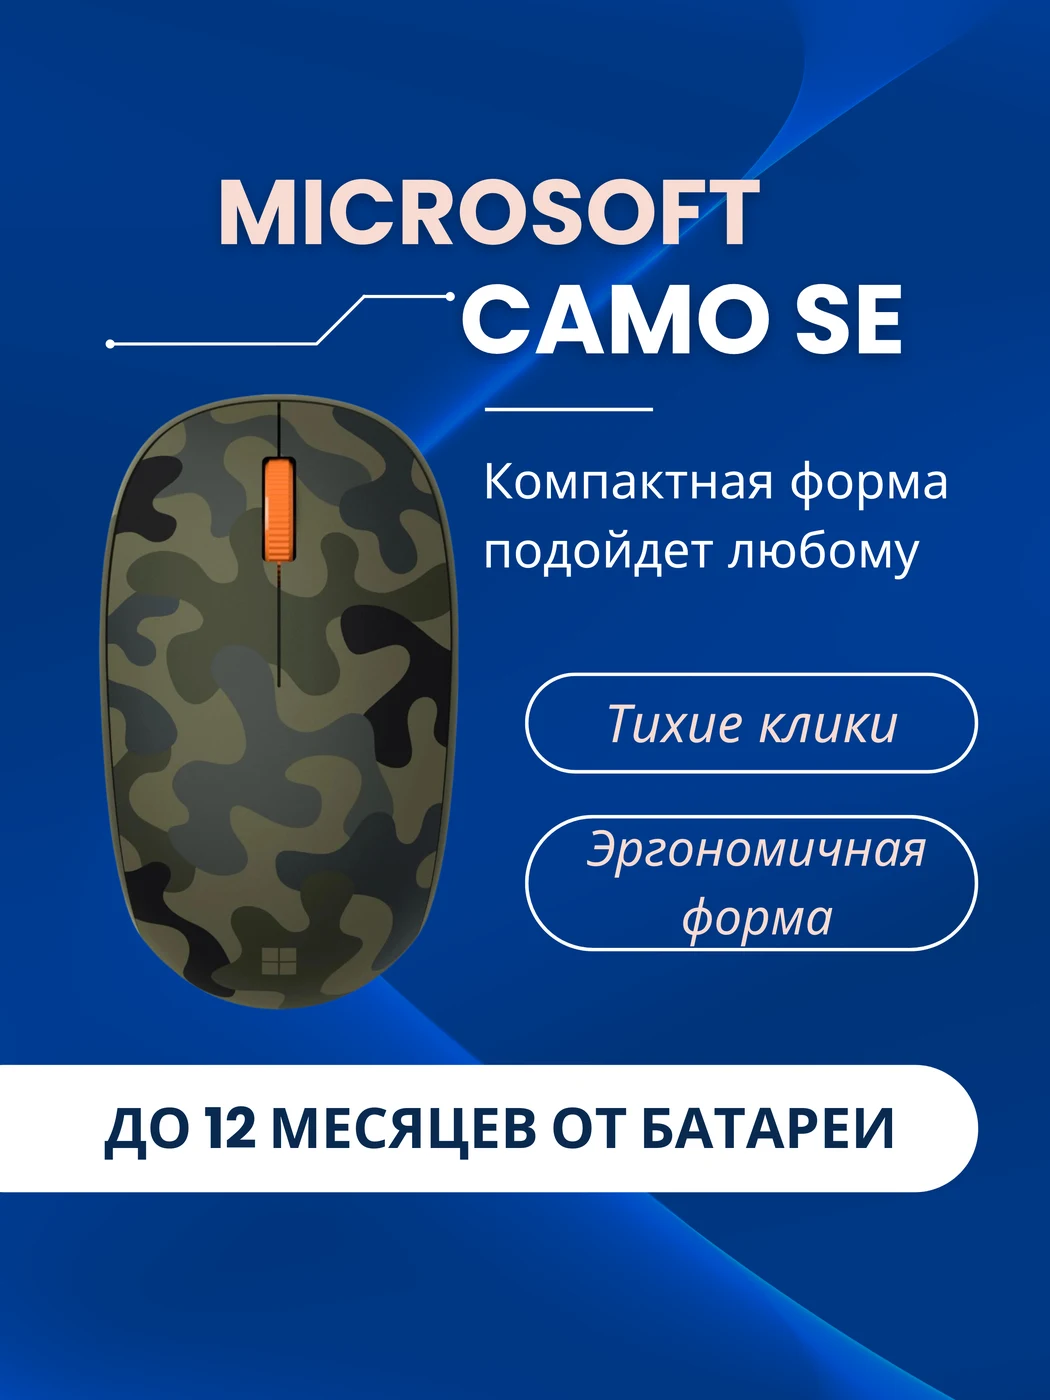 MICROSOFT
CAMO SE
Компактная форма
подойдет любому
Тихие клики
Эргономичная
форма
ДО 12 МЕСЯЦЕВ ОТ БАТАРЕИ